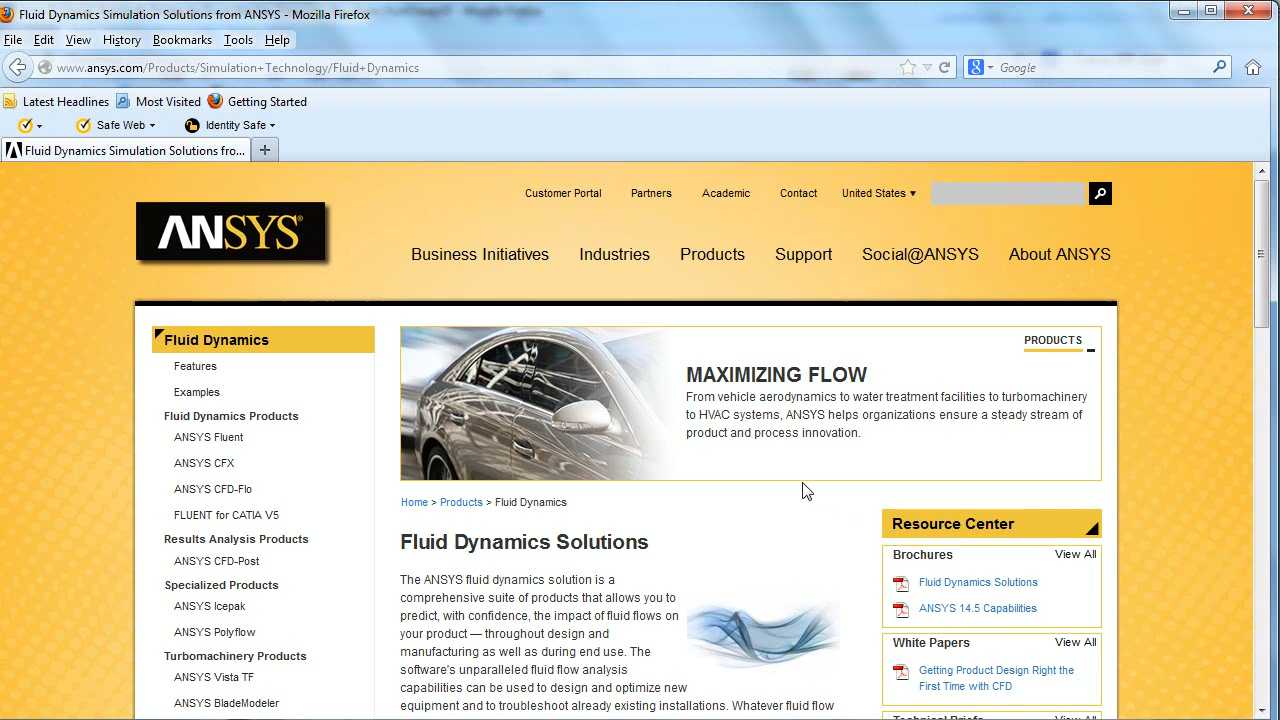 Fluid Dynamics Simulation Solutions from ANSYS - Mozilla Firefox
File Edit View History Bookmarks Tools Help
www.ansys.com/Products/Simulation+Technology/Fluid+Dynamics
Google
Latest Headlines Most Visited Getting Started
Safe Web Identity Safe
Fluid Dynamics Simulation Solutions fro...
Customer Portal Partners Academic Contact United States
ANSYS®
Business Initiatives Industries Products Support Social@ANSYS About ANSYS
Fluid Dynamics
Features
Examples
Fluid Dynamics Products
ANSYS Fluent
ANSYS CFX
ANSYS CFD-Flo
FLUENT for CATIA V5
Results Analysis Products
ANSYS CFD-Post
Specialized Products
ANSYS Icepak
ANSYS Polyflow
Turbomachinery Products
ANSYS Vista TF
ANSYS BladeModeler
PRODUCTS
MAXIMIZING FLOW
From vehicle aerodynamics to water treatment facilities to turbomachinery
to HVAC systems, ANSYS helps organizations ensure a steady stream of
product and process innovation.
Home > Products > Fluid Dynamics
Fluid Dynamics Solutions
The ANSYS fluid dynamics solution is a
comprehensive suite of products that allows you to
predict, with confidence, the impact of fluid flows on
your product — throughout design and
manufacturing as well as during end use. The
software's unparalleled fluid flow analysis
capabilities can be used to design and optimize new
equipment and to troubleshoot already existing installations. Whatever fluid flow
Resource Center
Brochures View All
Fluid Dynamics Solutions
ANSYS 14.5 Capabilities
White Papers View All
Getting Product Design Right the
First Time with CFD
Technical Briefs View All